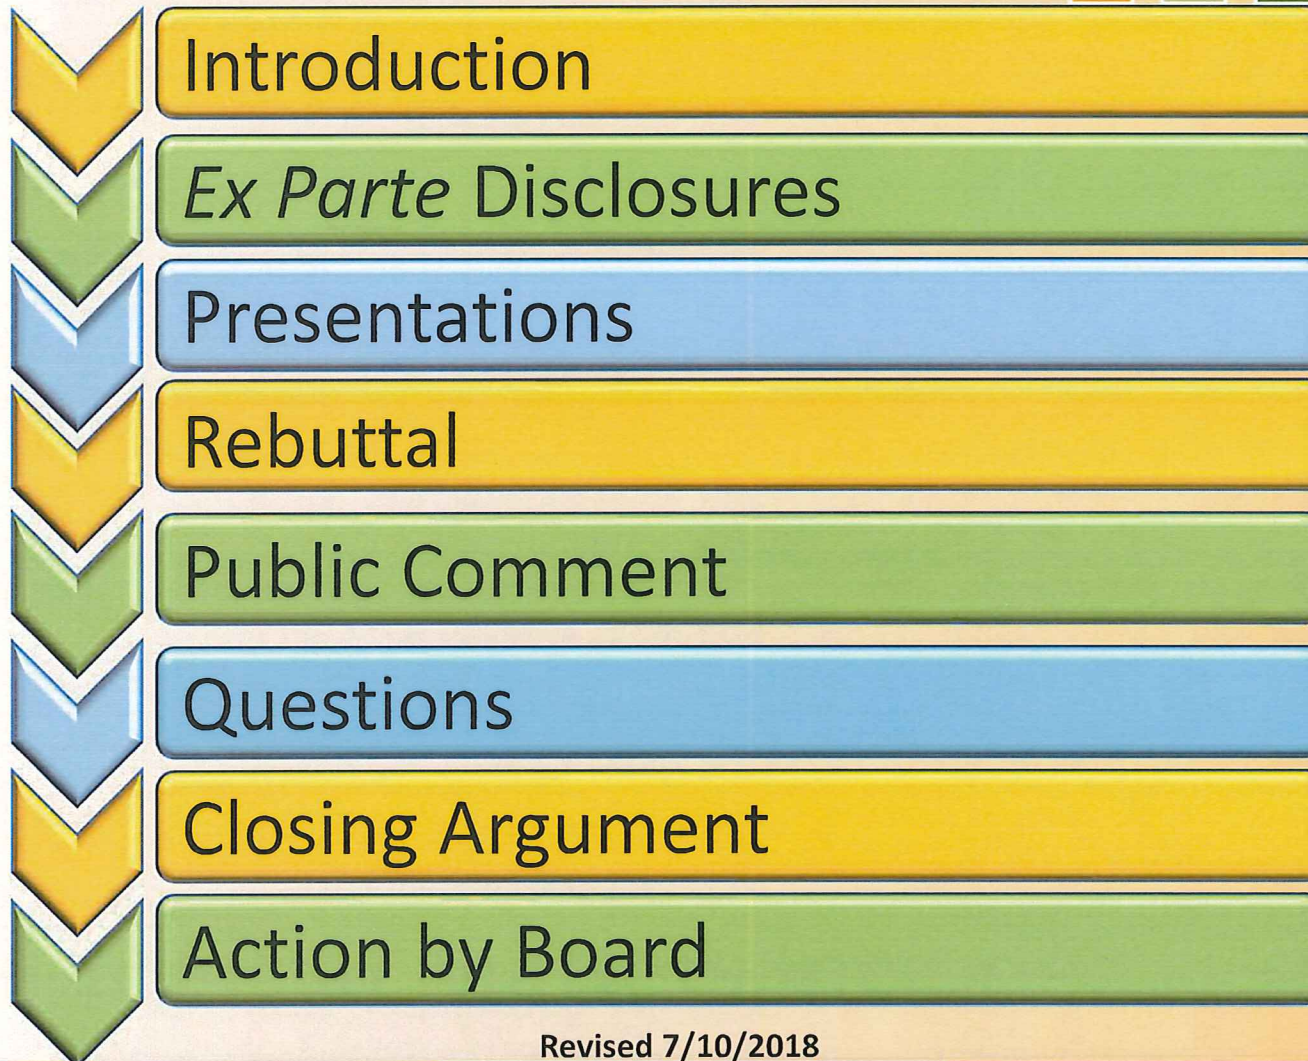 Introduction
Ex Parte Disclosures
Presentations
Rebuttal
Public Comment
Questions
Closing Argument
Action by Board
Revised 7/10/2018